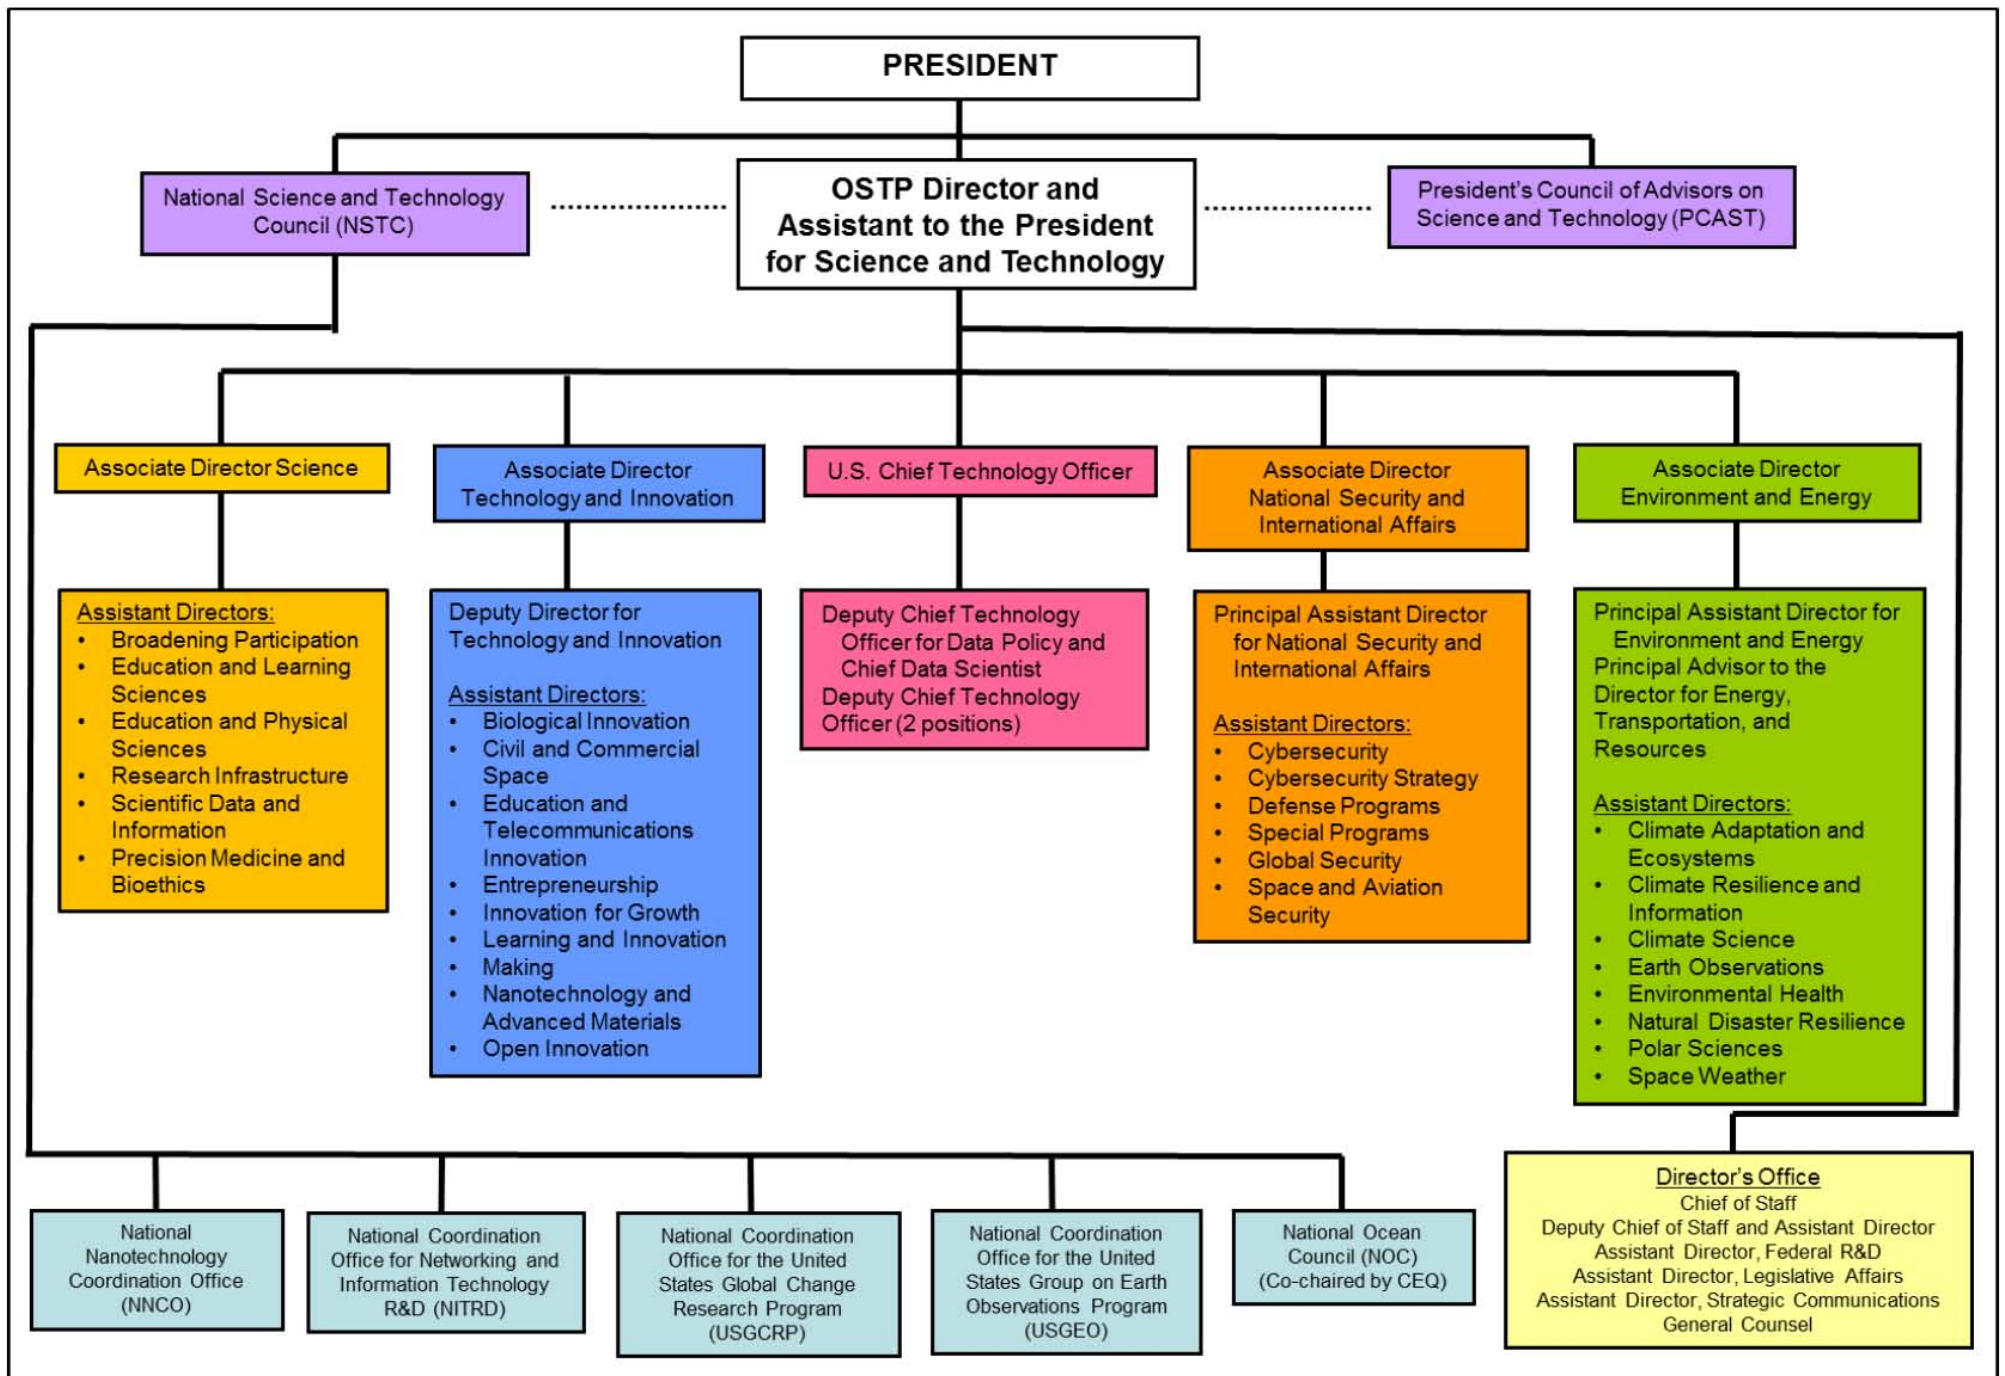 PRESIDENT
National Science and Technology
Council (NSTC)
OSTP Director and
Assistant to the President
for Science and Technology
President's Council of Advisors on
Science and Technology (PCAST)
Associate Director Science
Associate Director
Technology and Innovation
U.S. Chief Technology Officer
Associate Director
National Security and
International Affairs
Associate Director
Environment and Energy
Assistant Directors:
• Broadening Participation
• Education and Learning
Sciences
• Education and Physical
Sciences
• Research Infrastructure
• Scientific Data and
Information
• Precision Medicine and
Bioethics
Deputy Director for
Technology and Innovation
Assistant Directors:
• Biological Innovation
• Civil and Commercial
Space
• Education and
Telecommunications
Innovation
• Entrepreneurship
• Innovation for Growth
• Learning and Innovation
• Making
• Nanotechnology and
Advanced Materials
• Open Innovation
Deputy Chief Technology
Officer for Data Policy and
Chief Data Scientist
Deputy Chief Technology
Officer (2 positions)
Principal Assistant Director
for National Security and
International Affairs
Assistant Directors:
• Cybersecurity
• Cybersecurity Strategy
• Defense Programs
• Special Programs
• Global Security
• Space and Aviation
Security
Principal Assistant Director for
Environment and Energy
Principal Advisor to the
Director for Energy,
Transportation, and
Resources
Assistant Directors:
• Climate Adaptation and
Ecosystems
• Climate Resilience and
Information
• Climate Science
• Earth Observations
• Environmental Health
• Natural Disaster Resilience
• Polar Sciences
• Space Weather
National
Nanotechnology
Coordination Office
(NNCO)
National Coordination
Office for Networking and
Information Technology
R&D (NITRD)
National Coordination
Office for the United
States Global Change
Research Program
(USGCRP)
National Coordination
Office for the United
States Group on Earth
Observations Program
(USGEO)
National Ocean
Council (NOC)
(Co-chaired by CEQ)
Director's Office
Chief of Staff
Deputy Chief of Staff and Assistant Director
Assistant Director, Federal R&D
Assistant Director, Legislative Affairs
Assistant Director, Strategic Communications
General Counsel